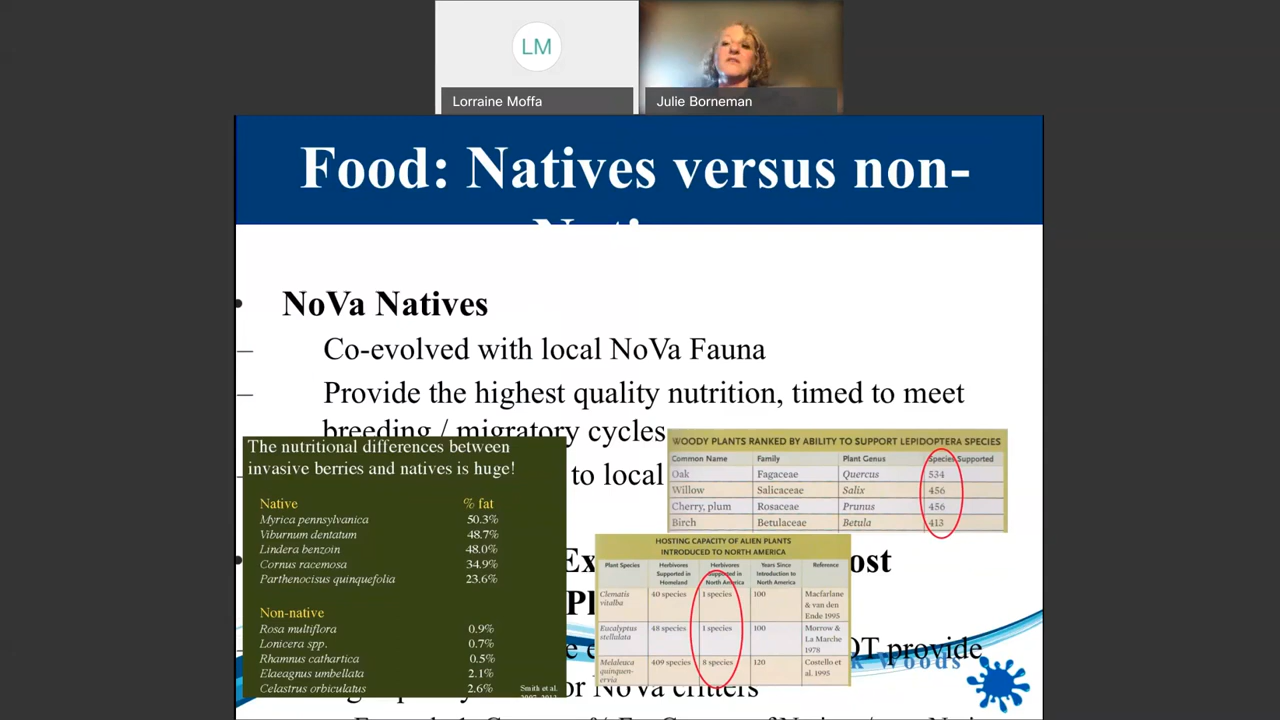 LM
Lorraine Moffa
Julie Borneman
Food: Natives versus non-
NoVa Natives
Co-evolved with local NoVa Fauna
Provide the highest quality nutrition, timed to meet
breeding / migratory cycles
to local
The nutritional differences between
invasive berries and natives is huge!
Native % fat
Myrica pennsylvanica 50.3%
Viburnum dentatum 48.7%
Lindera benzoin 48.0%
Cornus racemosa 34.9%
Parthenocisus quinquefolia 23.6%
Non-native
Rosa multiflora 0.9%
Lonicera spp. 0.7%
Rhamnus cathartica 0.5%
Elaeagnus umbellata 2.1%
Celastrus orbiculatus 2.6%
Smith et al.
WOODY PLANTS RANKED BY ABILITY TO SUPPORT LEPIDOPTERA SPECIES
Common Name Family Plant Genus Species Supported
Oak Fagaceae Quercus 534
Willow Salicaceae Salix 456
Cherry, plum Rosaceae Prunus 456
Birch Betulaceae Betula 413
HOSTING CAPACITY OF ALIEN PLANTS
INTRODUCED TO NORTH AMERICA
Plant Species Herbivores Supported in Homeland Herbivores Supported in North America Years Since Introduction to North America Reference
Clematis vitalba 40 species 1 species 100 Macfarlane & van den Ende 1995
Eucalyptus stellulata 48 species 1 species 100 Morrow & La Marche 1978
Melaleuca quinquenervia 409 species 8 species 120 Costello et al. 1995
provide
Woods
or NoVa critters